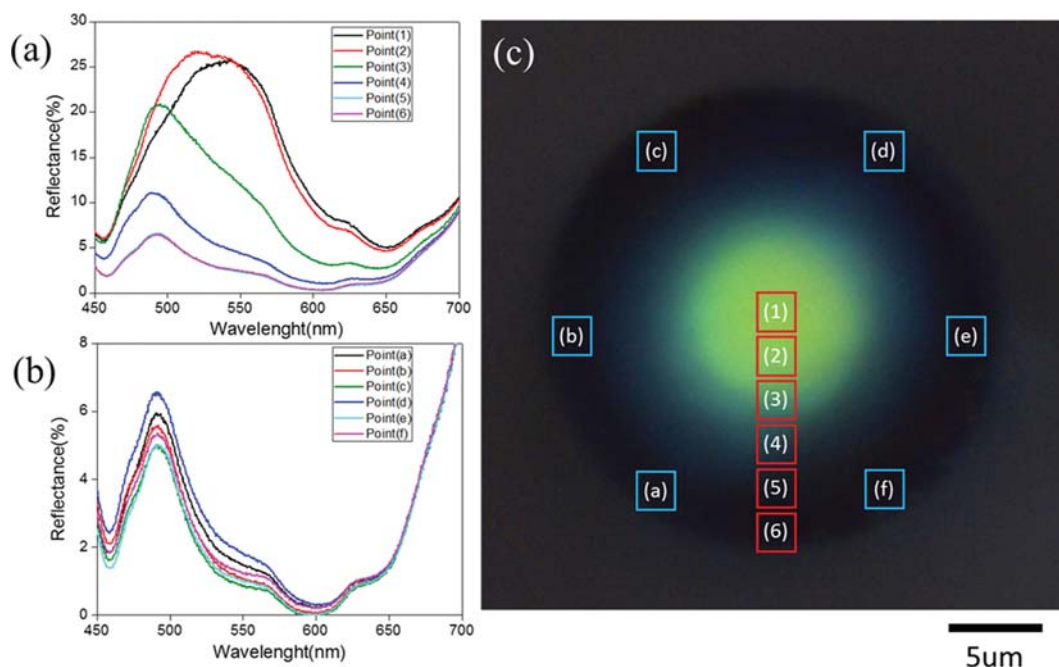 (a)
30
25
20
15
10
5
0
Reflectance(%)
450 500 550 600 650 700
Wavelenght(nm)
Point(1)
Point(2)
Point(3)
Point(4)
Point(5)
Point(6)
(b)
6
4
2
0
Reflectance(%)
450 500 550 600 650 700
Wavelenght(nm)
Point(a)
Point(b)
Point(c)
Point(d)
Point(e)
Point(f)
(c)
(c) (d)
(1)
(b) (e)
(2)
(3)
(4)
(a) (5) (f)
(6)
5um